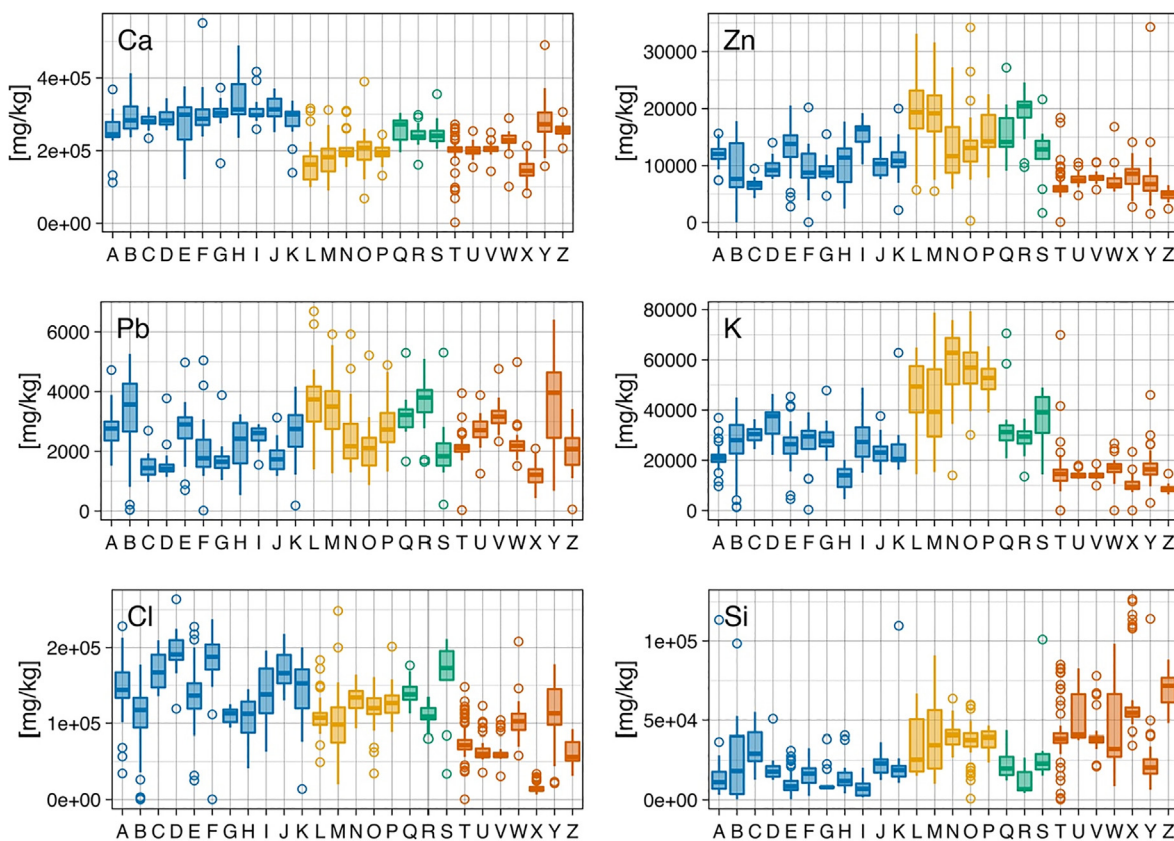 Ca
[mg/kg]
4e+05
2e+05
0e+00
A B C D E F G H I J K L M N O P Q R S T U V W X Y Z
Zn
[mg/kg]
30000
20000
10000
0
A B C D E F G H I J K L M N O P Q R S T U V W X Y Z
Pb
[mg/kg]
6000
4000
2000
0
A B C D E F G H I J K L M N O P Q R S T U V W X Y Z
K
[mg/kg]
80000
60000
40000
20000
0
A B C D E F G H I J K L M N O P Q R S T U V W X Y Z
Cl
[mg/kg]
2e+05
1e+05
0e+00
A B C D E F G H I J K L M N O P Q R S T U V W X Y Z
Si
[mg/kg]
1e+05
5e+04
0e+00
A B C D E F G H I J K L M N O P Q R S T U V W X Y Z